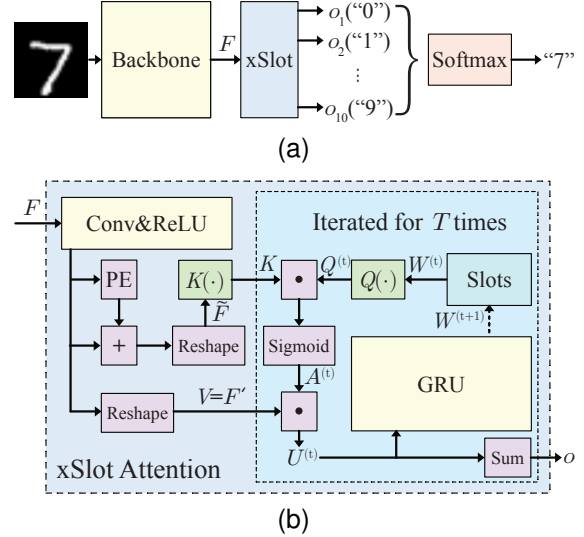 7
Backbone
F
xSlot
o₁(“0”)
o₂(“1”)
⋮
o₁₀(“9”)
Softmax
“7”
(a)
F
Conv&ReLU
Iterated for T times
PE
K(·)
K
•
Q⁽ᵗ⁾
Q(·)
W⁽ᵗ⁾
Slots
F̃
W⁽ᵗ⁺¹⁾
+
Reshape
Sigmoid
A⁽ᵗ⁾
GRU
Reshape
V=F′
•
xSlot Attention
U⁽ᵗ⁾
Sum
o
(b)